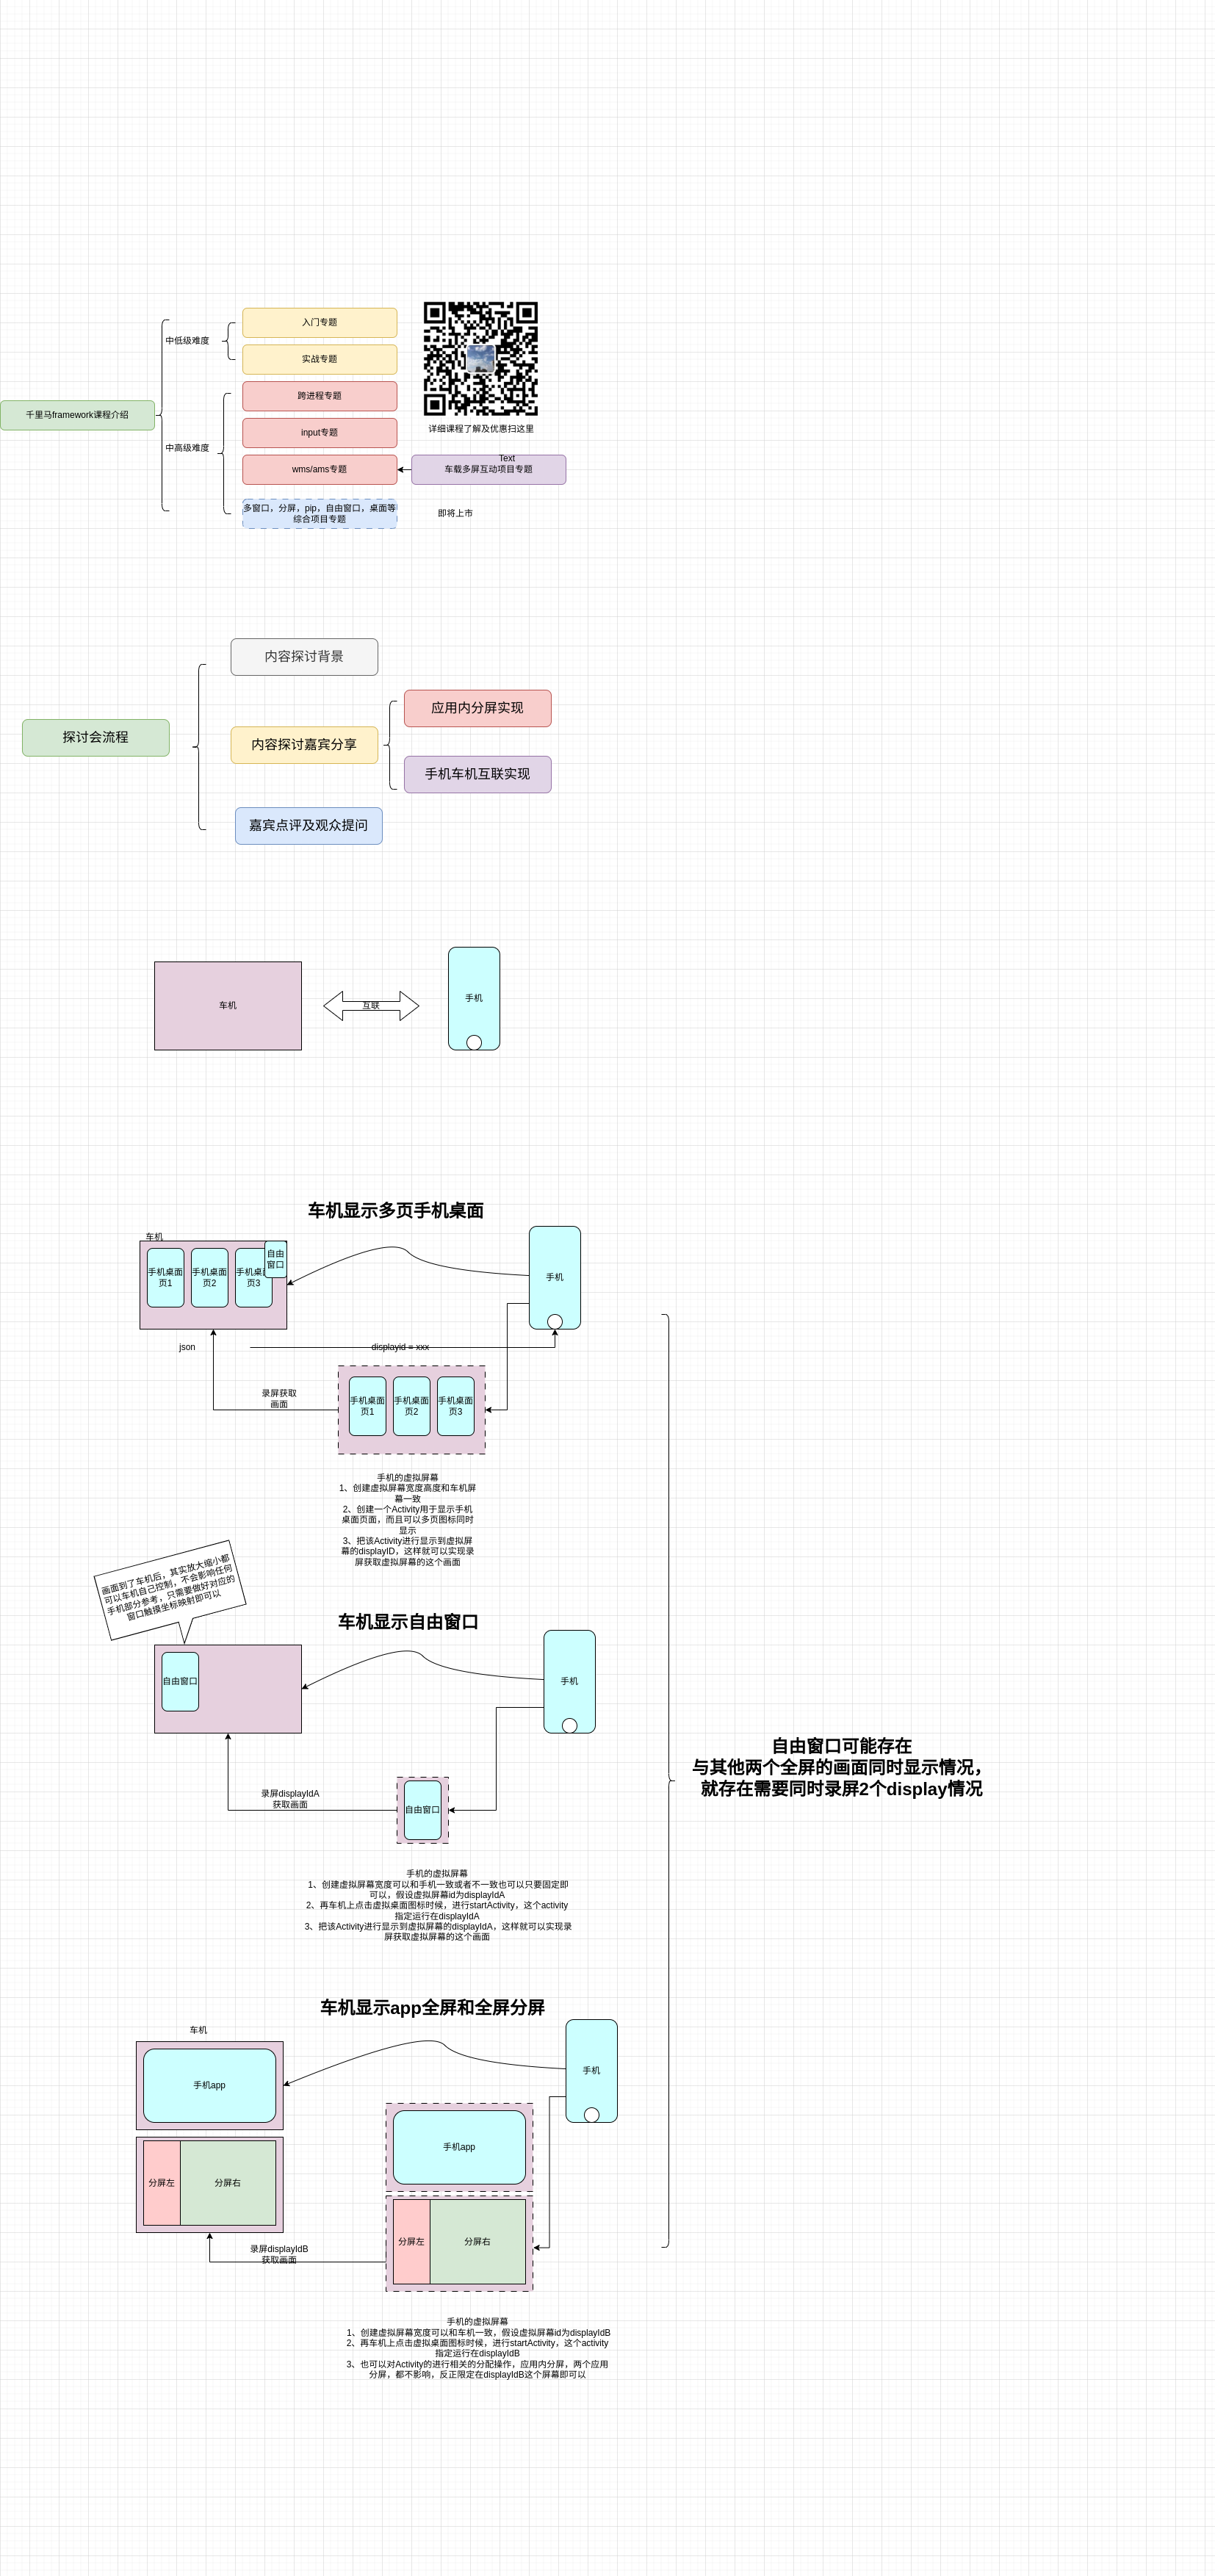 入门专题
中低级难度
实战专题
跨进程专题
千里马framework课程介绍
详细课程了解及优惠扫这里
input专题
中高级难度
Text
wms/ams专题
车载多屏互动项目专题
多窗口，分屏，pip，自由窗口，桌面等
综合项目专题
即将上市
内容探讨背景
应用内分屏实现
探讨会流程
内容探讨嘉宾分享
手机车机互联实现
嘉宾点评及观众提问
车机
互联
手机
车机显示多页手机桌面
车机
自由
窗口
手机桌面
页1
手机桌面
页2
手机桌面
页3
手机
json
displayid = xxx
录屏获取
画面
手机桌面
页1
手机桌面
页2
手机桌面
页3
手机的虚拟屏幕
1、创建虚拟屏幕宽度高度和车机屏
幕一致
2、创建一个Activity用于显示手机
桌面页面，而且可以多页图标同时
显示
3、把该Activity进行显示到虚拟屏
幕的displayID，这样就可以实现录
屏获取虚拟屏幕的这个画面
画面到了车机后，其实放大缩小都
可以车机自己控制，不会影响任何
手机部分参考，只需要做好对应的
窗口触摸坐标映射即可以
车机显示自由窗口
自由窗口
手机
自由窗口可能存在
与其他两个全屏的画面同时显示情况，
就存在需要同时录屏2个display情况
录屏displayIdA
获取画面
自由窗口
手机的虚拟屏幕
1、创建虚拟屏幕宽度可以和手机一致或者不一致也可以只要固定即
可以，假设虚拟屏幕id为displayIdA
2、再车机上点击虚拟桌面图标时候，进行startActivity，这个activity
指定运行在displayIdA
3、把该Activity进行显示到虚拟屏幕的displayIdA，这样就可以实现录
屏获取虚拟屏幕的这个画面
车机显示app全屏和全屏分屏
车机
手机app
手机
手机app
分屏左
分屏右
分屏左
分屏右
录屏displayIdB
获取画面
手机的虚拟屏幕
1、创建虚拟屏幕宽度可以和车机一致，假设虚拟屏幕id为displayIdB
2、再车机上点击虚拟桌面图标时候，进行startActivity，这个activity
指定运行在displayIdB
3、也可以对Activity的进行相关的分配操作，应用内分屏，两个应用
分屏，都不影响，反正限定在displayIdB这个屏幕即可以